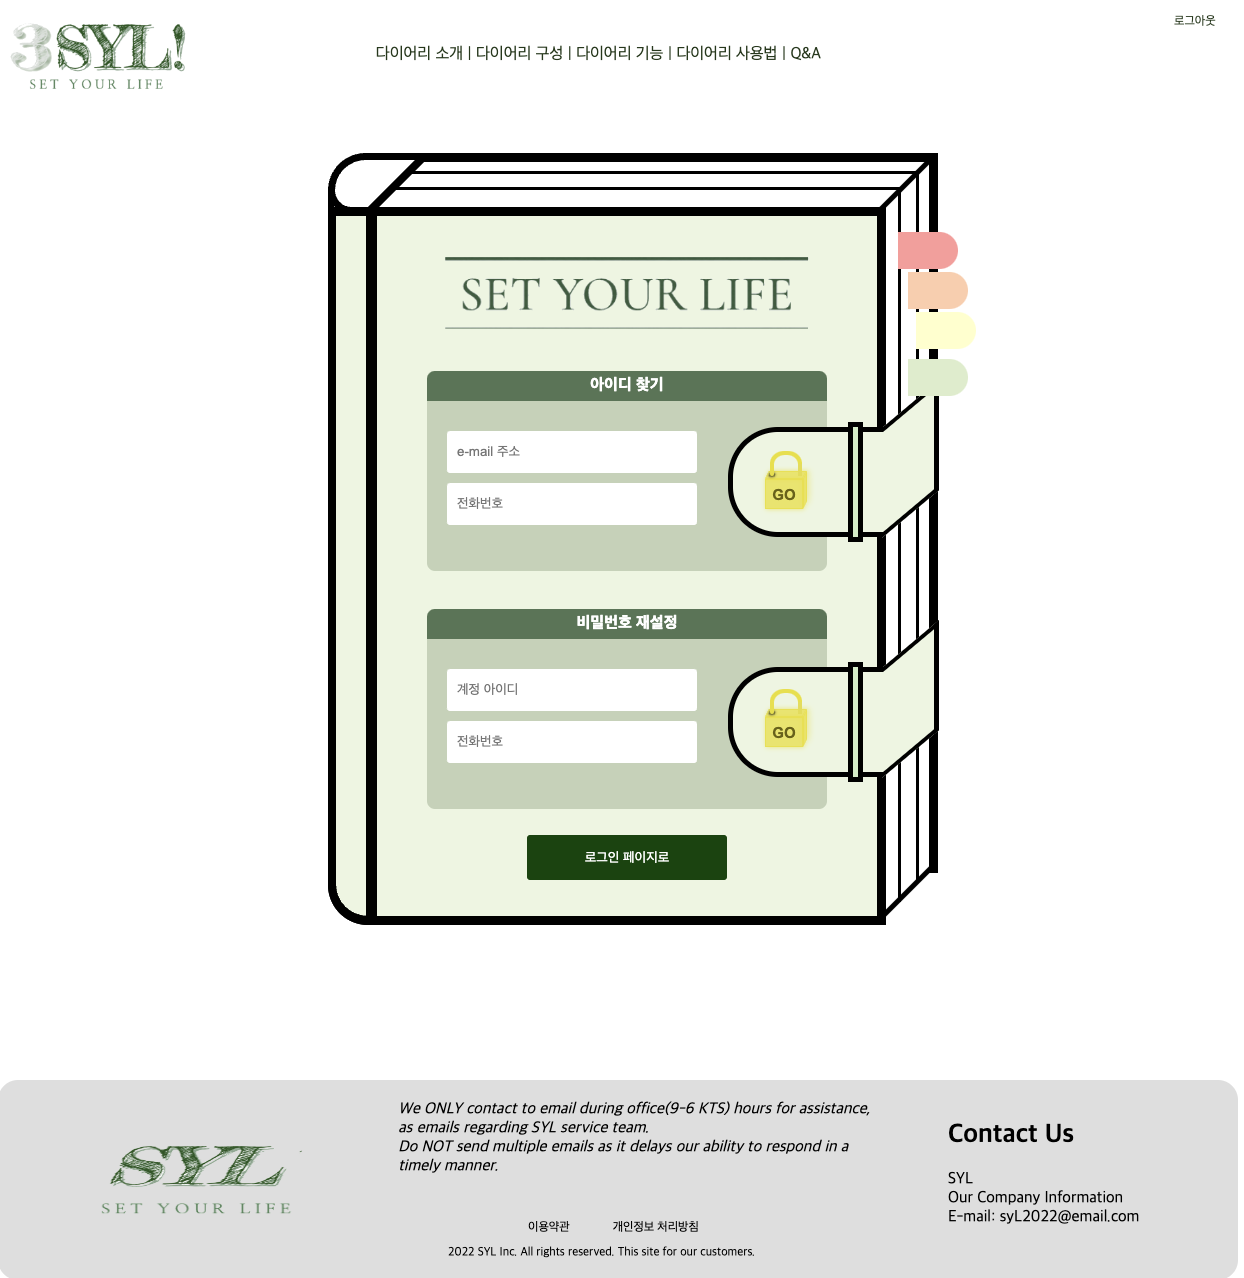 로그아웃
3SYL!
SET YOUR LIFE
다이어리 소개 | 다이어리 구성 | 다이어리 기능 | 다이어리 사용법 | Q&A
SET YOUR LIFE
아이디 찾기
e-mail 주소
전화번호
GO
비밀번호 재설정
계정 아이디
전화번호
GO
로그인 페이지로
SYL
SET YOUR LIFE
We ONLY contact to email during office(9-6 KTS) hours for assistance,
as emails regarding SYL service team.
Do NOT send multiple emails as it delays our ability to respond in a
timely manner.
이용약관 개인정보 처리방침
2022 SYL Inc. All rights reserved. This site for our customers.
Contact Us
SYL
Our Company Information
E-mail: syL2022@email.com